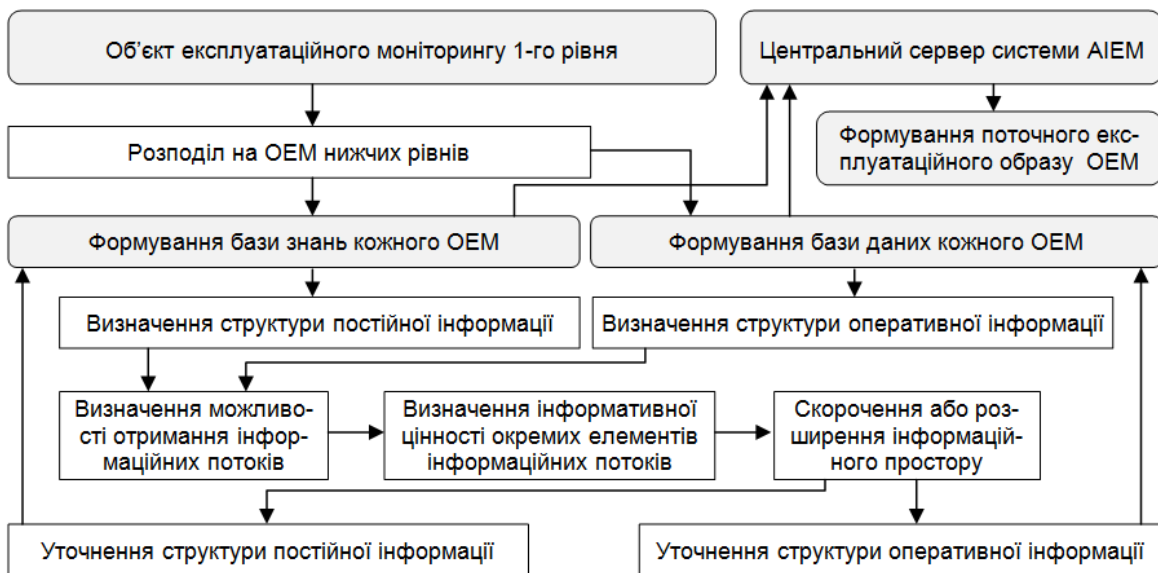 Об’єкт експлуатаційного моніторингу 1-го рівня
Центральний сервер системи АІЕМ
Розподіл на ОЕМ нижчих рівнів
Формування поточного екс-
плуатаційного образу ОЕМ
Формування бази знань кожного ОЕМ
Формування бази даних кожного ОЕМ
Визначення структури постійної інформації
Визначення структури оперативної інформації
Визначення можливо-
сті отримання інфор-
маційних потоків
Визначення інформативної
цінності окремих елементів
інформаційних потоків
Скорочення або роз-
ширення інформацій-
ного простору
Уточнення структури постійної інформації
Уточнення структури оперативної інформації